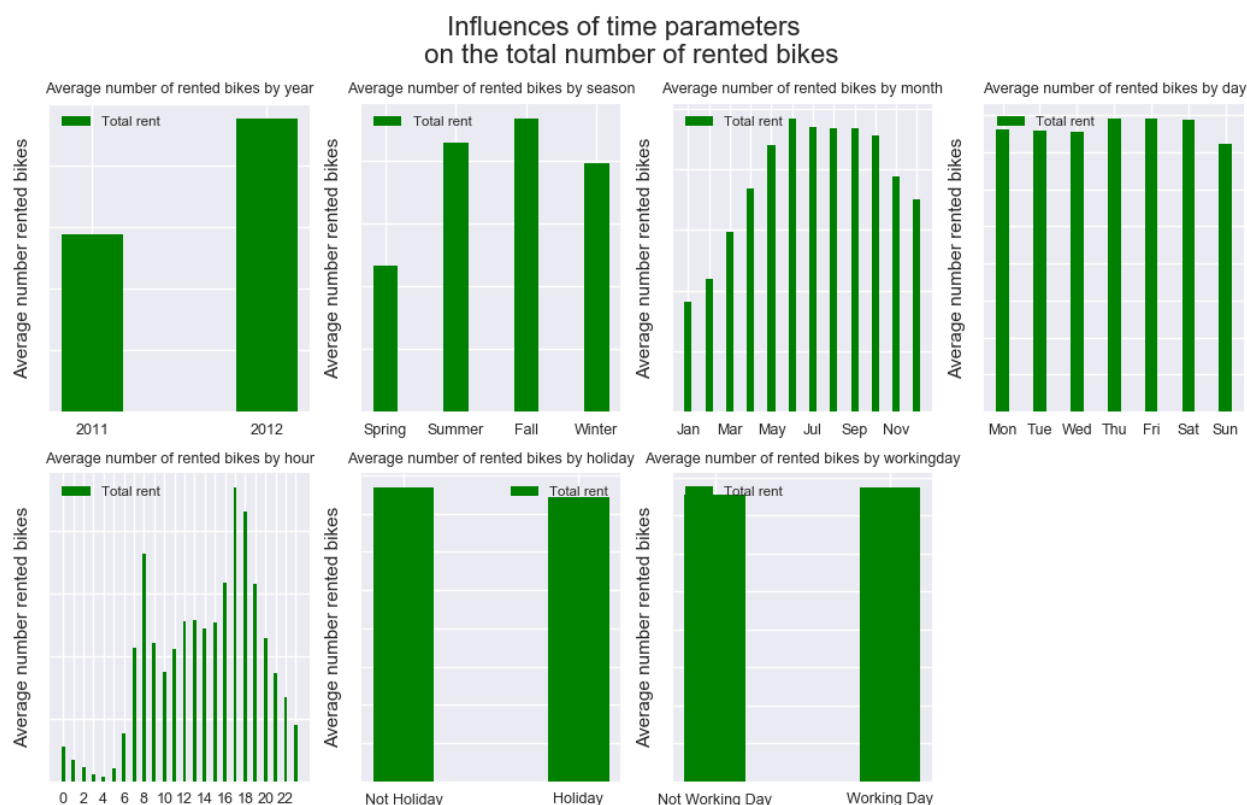 Influences of time parameters
on the total number of rented bikes
Average number of rented bikes by year
Total rent
Average number rented bikes
2011 2012
Average number of rented bikes by season
Total rent
Average number rented bikes
Spring Summer Fall Winter
Average number of rented bikes by month
Total rent
Average number rented bikes
Jan Mar May Jul Sep Nov
Average number of rented bikes by day
Total rent
Average number rented bikes
Mon Tue Wed Thu Fri Sat Sun
Average number of rented bikes by hour
Total rent
Average number rented bikes
0 2 4 6 8 10 12 14 16 18 20 22
Average number of rented bikes by holiday
Total rent
Average number rented bikes
Not Holiday Holiday
Average number of rented bikes by workingday
Total rent
Average number rented bikes
Not Working Day Working Day